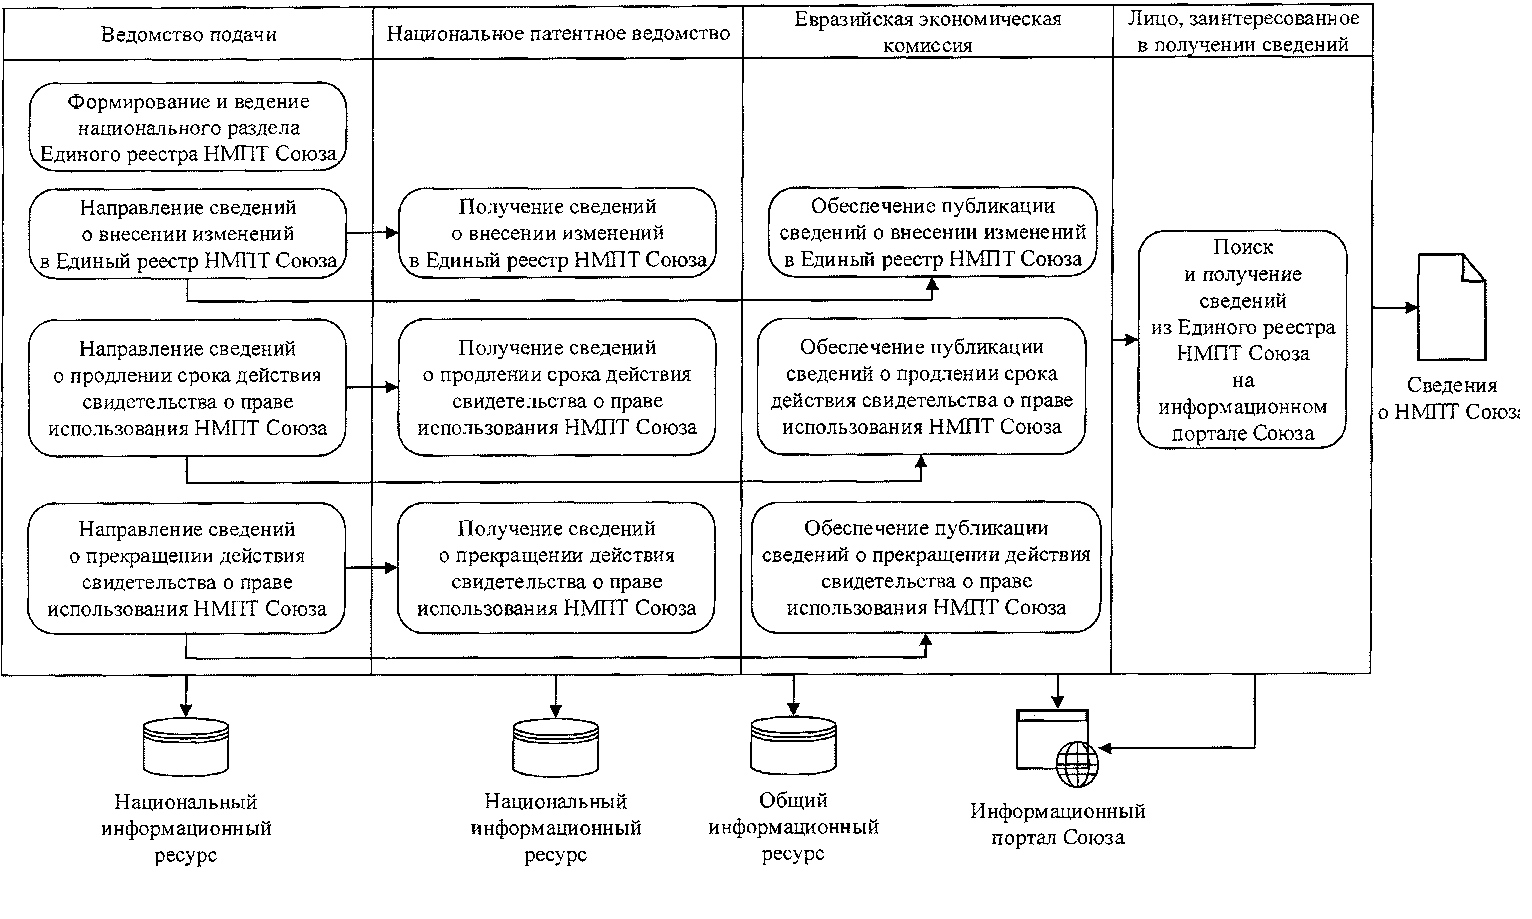 Ведомство подачи
Национальное патентное ведомство
Евразийская экономическая
комиссия
Лицо, заинтересованное
в получении сведений
Формирование и ведение
национального раздела
Единого реестра НМПТ Союза
Направление сведений
о внесении изменений
в Единый реестр НМПТ Союза
Получение сведений
о внесении изменений
в Единый реестр НМПТ Союза
Обеспечение публикации
сведений о внесении изменений
в Единый реестр НМПТ Союза
Поиск
и получение
сведений
из Единого реестра
НМПТ Союза
на
информационном
портале Союза
Сведения
о НМПТ Союза
Направление сведений
о продлении срока действия
свидетельства о праве
использования НМПТ Союза
Получение сведений
о продлении срока действия
свидетельства о праве
использования НМПТ Союза
Обеспечение публикации
сведений о продлении срока
действия свидетельства о праве
использования НМПТ Союза
Направление сведений
о прекращении действия
свидетельства о праве
использования НМПТ Союза
Получение сведений
о прекращении действия
свидетельства о праве
использования НМПТ Союза
Обеспечение публикации
сведений о прекращении действия
свидетельства о праве
использования НМПТ Союза
Национальный
информационный
ресурс
Национальный
информационный
ресурс
Общий
информационный
ресурс
Информационный
портал Союза